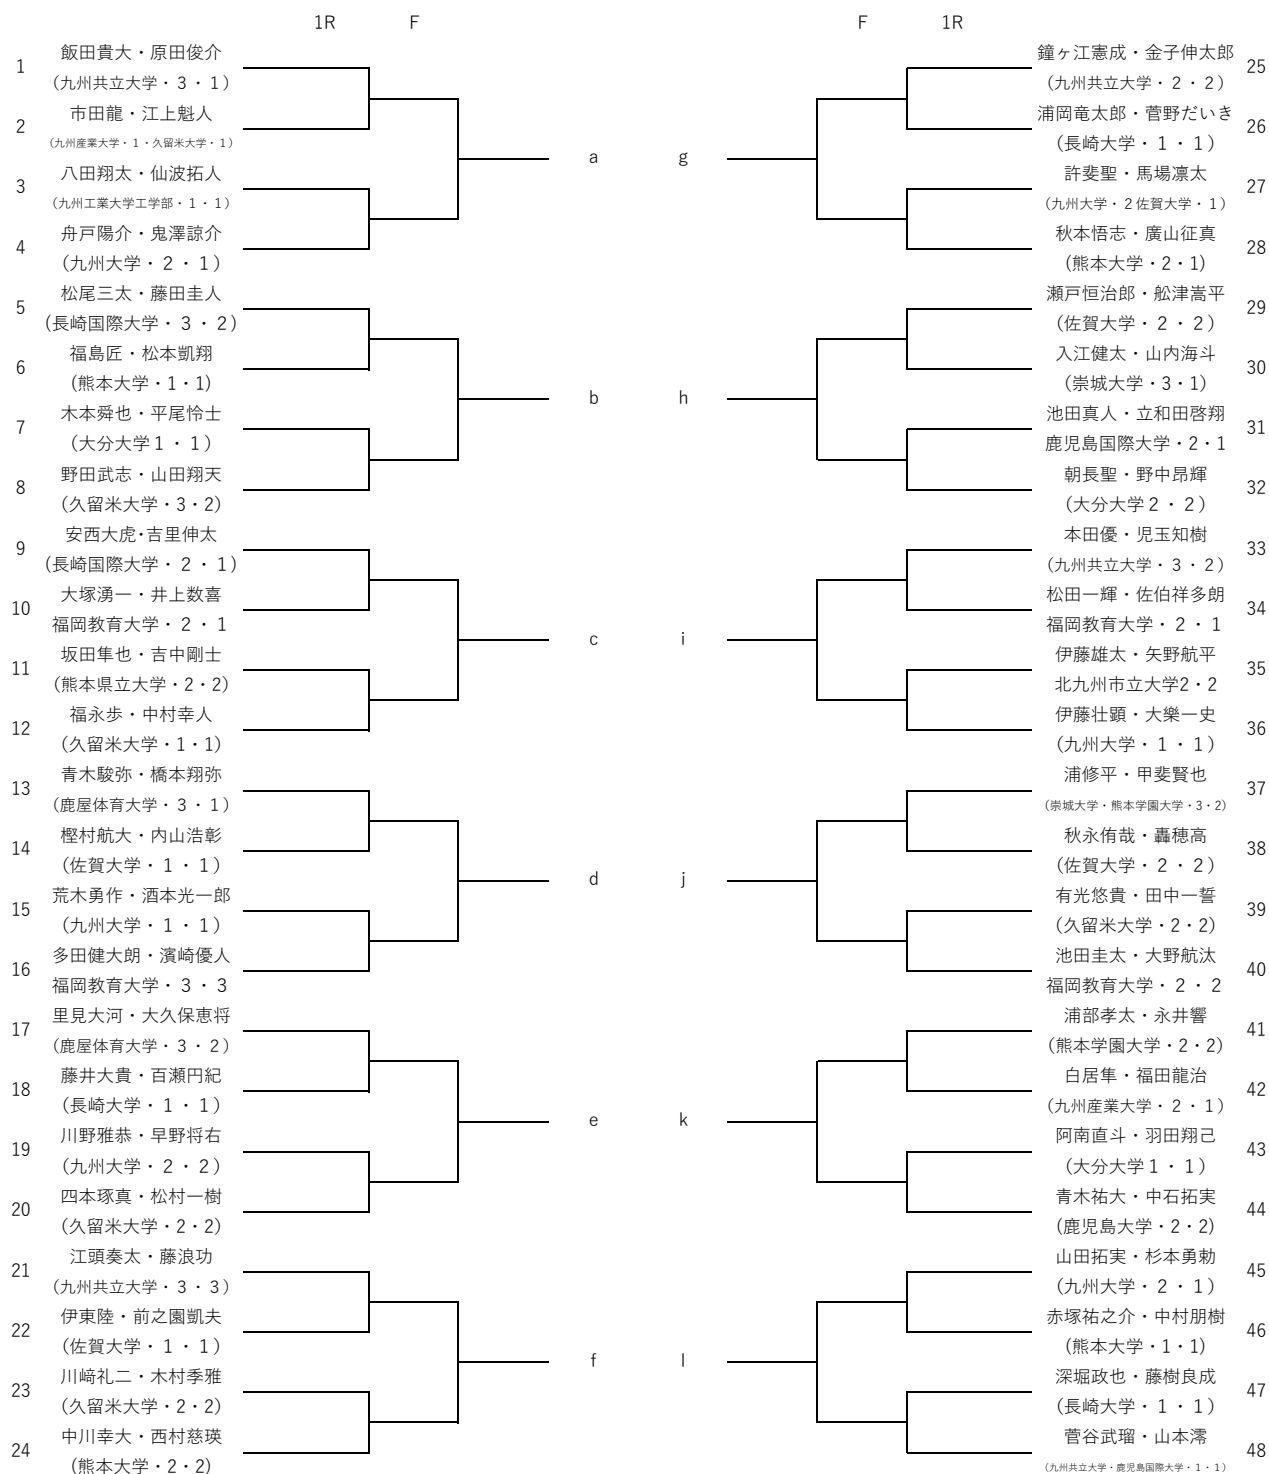 1R F
F 1R
1 飯田貴大・原田俊介
(九州共立大学・３・１)
2 市田龍・江上魁人
(九州産業大学・１・久留米大学・１)
3 八田翔太・仙波拓人
(九州工業大学工学部・１・１)
4 舟戸陽介・鬼澤諒介
(九州大学・２・１)
a
5 松尾三太・藤田圭人
(長崎国際大学・３・２)
6 福島匠・松本凱翔
(熊本大学・1・1)
7 木本舜也・平尾怜士
(大分大学１・１)
8 野田武志・山田翔天
(久留米大学・3・2)
b
9 安西大虎･吉里伸太
(長崎国際大学・２・１)
10 大塚湧一・井上数喜
福岡教育大学・２・１
11 坂田隼也・吉中剛士
(熊本県立大学・2・2)
12 福永歩・中村幸人
(久留米大学・1・1)
c
13 青木駿弥・橋本翔弥
(鹿屋体育大学・３・１)
14 樫村航大・内山浩彰
(佐賀大学・１・１)
15 荒木勇作・酒本光一郎
(九州大学・１・１)
16 多田健大朗・濱崎優人
福岡教育大学・３・３
d
17 里見大河・大久保恵将
(鹿屋体育大学・３・２)
18 藤井大貴・百瀬円紀
(長崎大学・１・１)
19 川野雅恭・早野将右
(九州大学・２・２)
20 四本琢真・松村一樹
(久留米大学・2・2)
e
21 江頭奏太・藤浪功
(九州共立大学・３・３)
22 伊東陸・前之園凱夫
(佐賀大学・１・１)
23 川﨑礼二・木村季雅
(久留米大学・2・2)
24 中川幸大・西村慈瑛
(熊本大学・2・2)
f
鐘ヶ江憲成・金子伸太郎 25
(九州共立大学・２・２)
浦岡竜太郎・菅野だいき 26
(長崎大学・１・１)
許斐聖・馬場凛太 27
(九州大学・２佐賀大学・１)
秋本悟志・廣山征真 28
(熊本大学・2・1)
g
瀬戸恒治郎・舩津嵩平 29
(佐賀大学・２・２)
入江健太・山内海斗 30
(崇城大学・3・1)
池田真人・立和田啓翔 31
鹿児島国際大学・2・1
朝長聖・野中昂輝 32
(大分大学２・２)
h
本田優・児玉知樹 33
(九州共立大学・３・２)
松田一輝・佐伯祥多朗 34
福岡教育大学・２・１
伊藤雄太・矢野航平 35
北九州市立大学2・2
伊藤壮顕・大樂一史 36
(九州大学・１・１)
i
浦修平・甲斐賢也 37
(崇城大学・熊本学園大学・3・2)
秋永侑哉・轟穂高 38
(佐賀大学・２・２)
有光悠貴・田中一誓 39
(久留米大学・2・2)
池田圭太・大野航汰 40
福岡教育大学・２・２
j
浦部孝太・永井響 41
(熊本学園大学・2・2)
白居隼・福田龍治 42
(九州産業大学・２・１)
阿南直斗・羽田翔己 43
(大分大学１・１)
青木祐大・中石拓実 44
(鹿児島大学・2・2)
k
山田拓実・杉本勇勅 45
(九州大学・２・１)
赤塚祐之介・中村朋樹 46
(熊本大学・1・1)
深堀政也・藤樹良成 47
(長崎大学・１・１)
菅谷武瑠・山本澪 48
(九州共立大学・鹿児島国際大学・１・１)
l